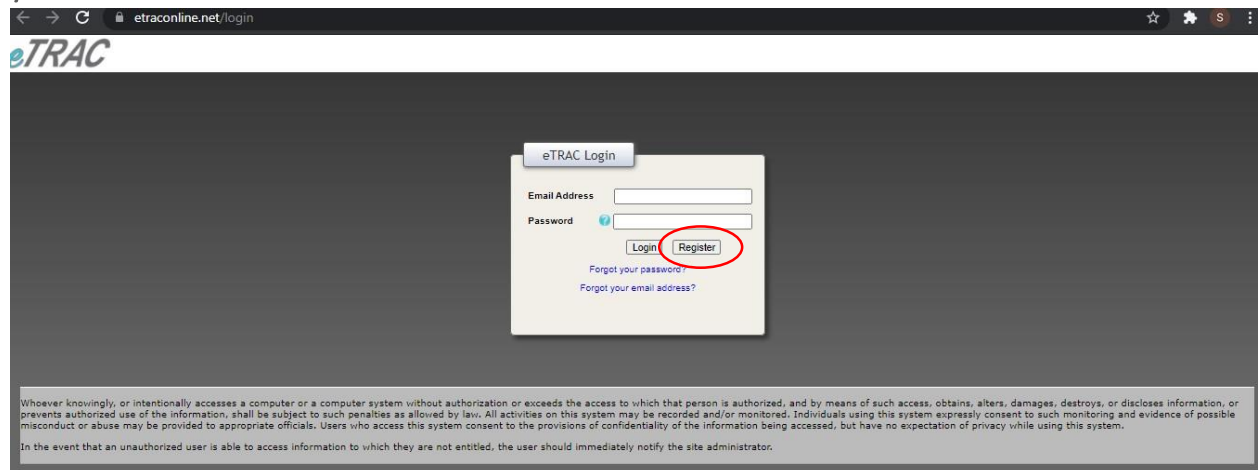 etraconline.net/login
S
eTRAC
eTRAC Login
Email Address
Password ?
Login Register
Forgot your password?
Forgot your email address?
Whoever knowingly, or intentionally accesses a computer or a computer system without authorization or exceeds the access to which that person is authorized, and by means of such access, obtains, alters, damages, destroys, or discloses information, or
prevents authorized use of the information, shall be subject to such penalties as allowed by law. All activities on this system may be recorded and/or monitored. Individuals using this system expressly consent to such monitoring and evidence of possible
misconduct or abuse may be provided to appropriate officials. Users who access this system consent to the provisions of confidentiality of the information being accessed, but have no expectation of privacy while using this system.
In the event that an unauthorized user is able to access information to which they are not entitled, the user should immediately notify the site administrator.